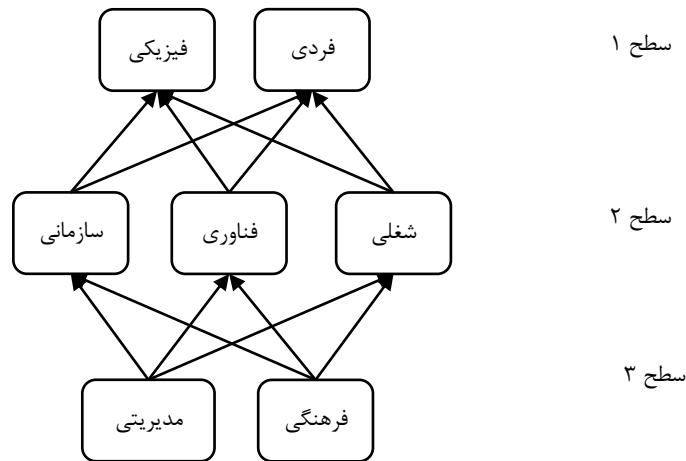 سطح ۱
فردی
فیزیکی
سطح ۲
شغلی
فناوری
سازمانی
سطح ۳
فرهنگی
مدیریتی